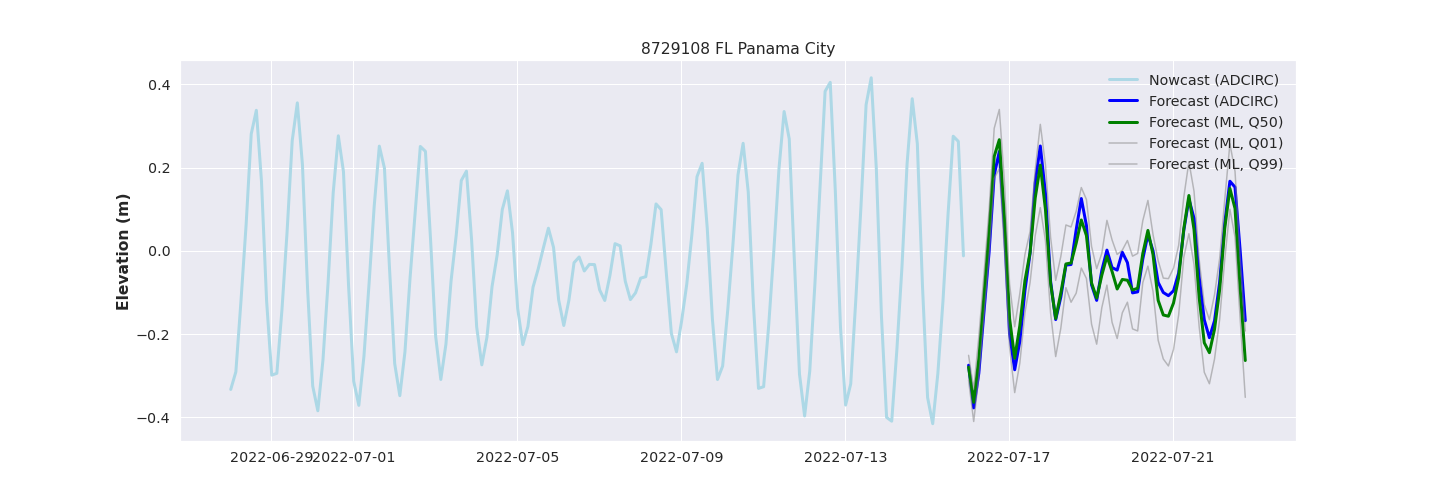 8729108 FL Panama City
Nowcast (ADCIRC)
Forecast (ADCIRC)
Forecast (ML, Q50)
Forecast (ML, Q01)
Forecast (ML, Q99)
Elevation (m)
0.4
0.2
0.0
−0.2
−0.4
2022-06-29 2022-07-01 2022-07-05 2022-07-09 2022-07-13 2022-07-17 2022-07-21